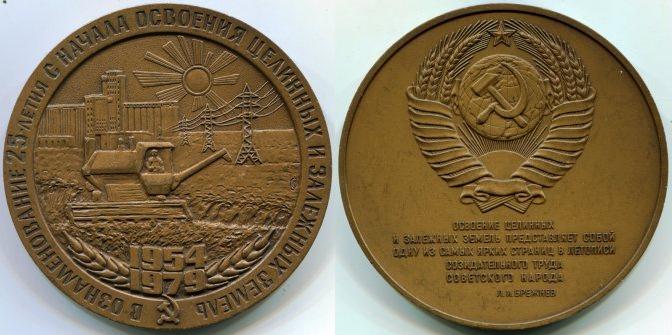 В ОЗНАМЕНОВАНИЕ 25-ЛЕТИЯ С НАЧАЛА ОСВОЕНИЯ ЦЕЛИННЫХ И ЗАЛЕЖНЫХ ЗЕМЕЛЬ
1954
1979
ОСВОЕНИЕ ЦЕЛИННЫХ
И ЗАЛЕЖНЫХ ЗЕМЕЛЬ ПРЕДСТАВЛЯЕТ СОБОЙ
ОДНУ ИЗ САМЫХ ЯРКИХ СТРАНИЦ В ЛЕТОПИСИ
СОЗИДАТЕЛЬНОГО ТРУДА
СОВЕТСКОГО НАРОДА
Л.И.БРЕЖНЕВ